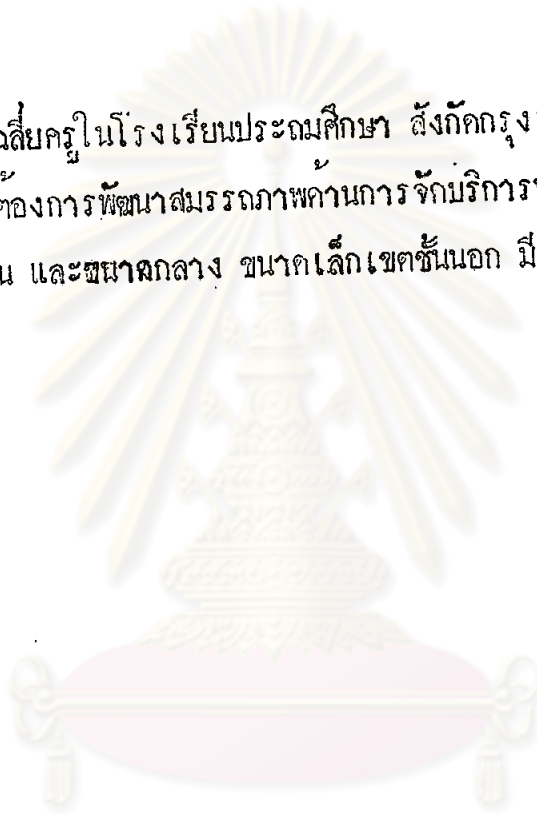 ฉลี่ยครูในโรงเรียนประถมศึกษา สังกัดกรุง
ต้องการพัฒนาสมรรถภาพด้านการจัดบริการ
น และขนาดกลาง ขนาดเล็กเขตชั้นนอก มี